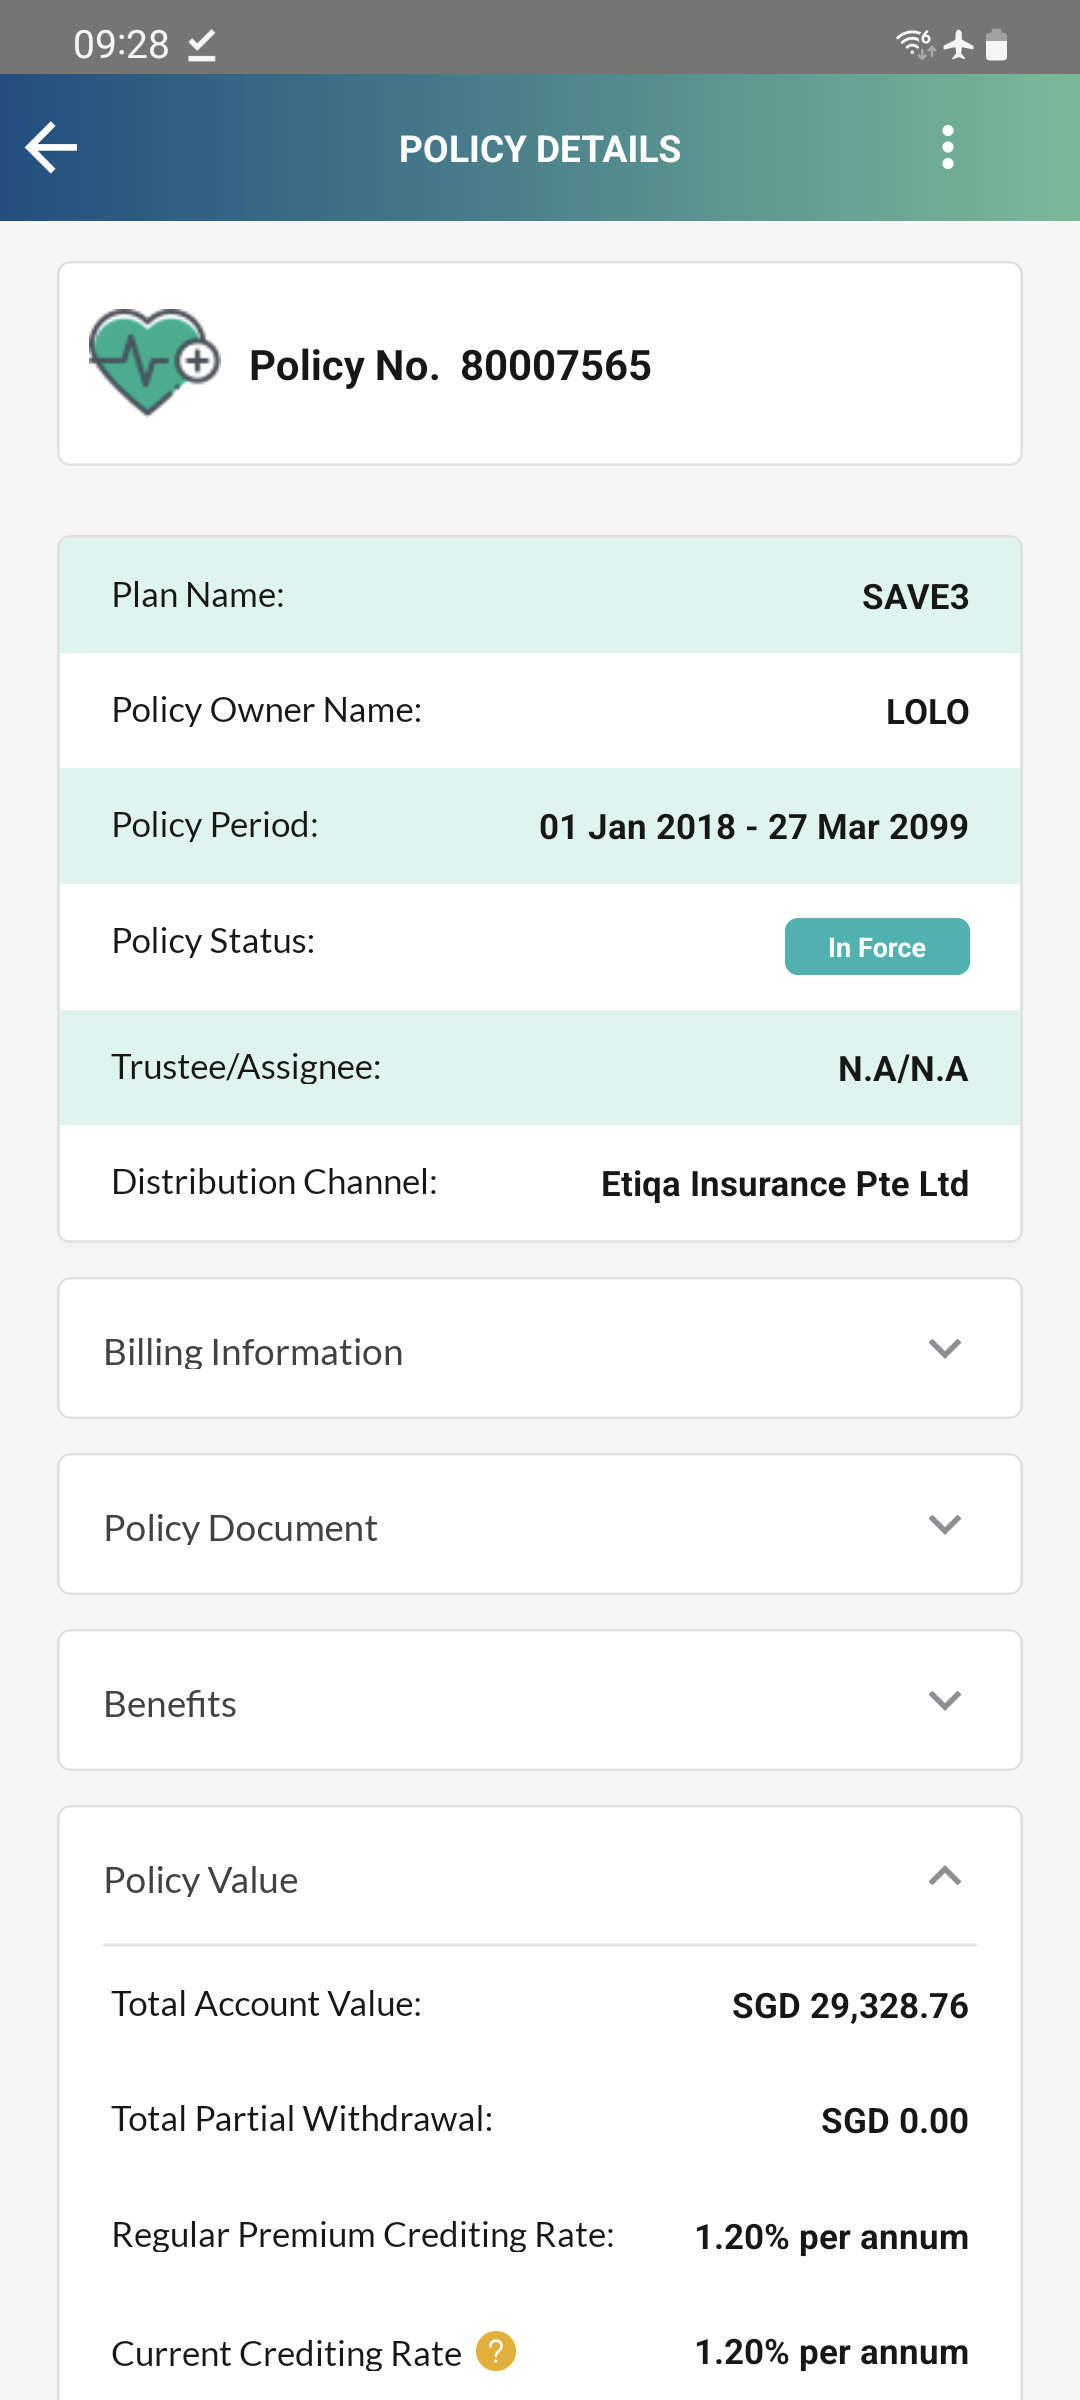 09:28
6
POLICY DETAILS
Policy No. 80007565
Plan Name: SAVE3
Policy Owner Name: LOLO
Policy Period: 01 Jan 2018 - 27 Mar 2099
Policy Status: In Force
Trustee/Assignee: N.A/N.A
Distribution Channel: Etiqa Insurance Pte Ltd
Billing Information
Policy Document
Benefits
Policy Value
Total Account Value: SGD 29,328.76
Total Partial Withdrawal: SGD 0.00
Regular Premium Crediting Rate: 1.20% per annum
Current Crediting Rate ? 1.20% per annum